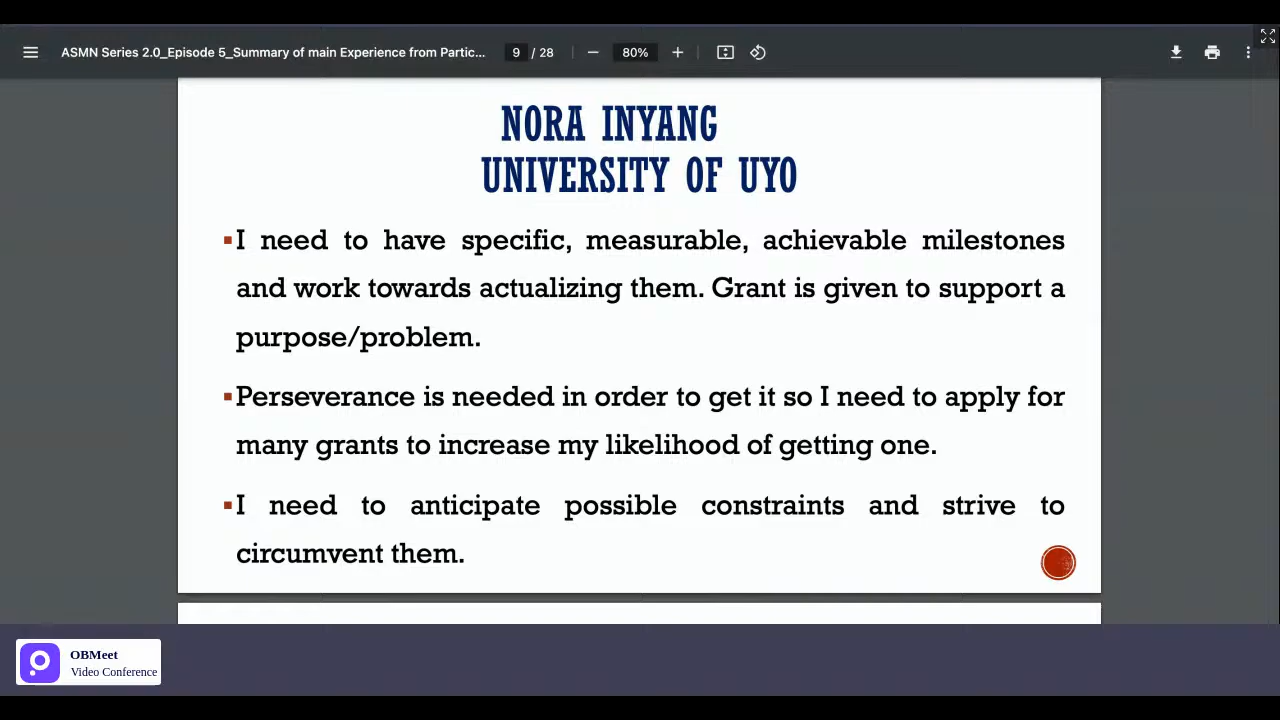 ASMN Series 2.0_Episode 5_Summary of main Experience from Partic...
9 / 28
80%
NORA INYANG
UNIVERSITY OF UYO
▪I need to have specific, measurable, achievable milestones
and work towards actualizing them. Grant is given to support a
purpose/problem.
▪Perseverance is needed in order to get it so I need to apply for
many grants to increase my likelihood of getting one.
▪I need to anticipate possible constraints and strive to
circumvent them.
OBMeet
Video Conference